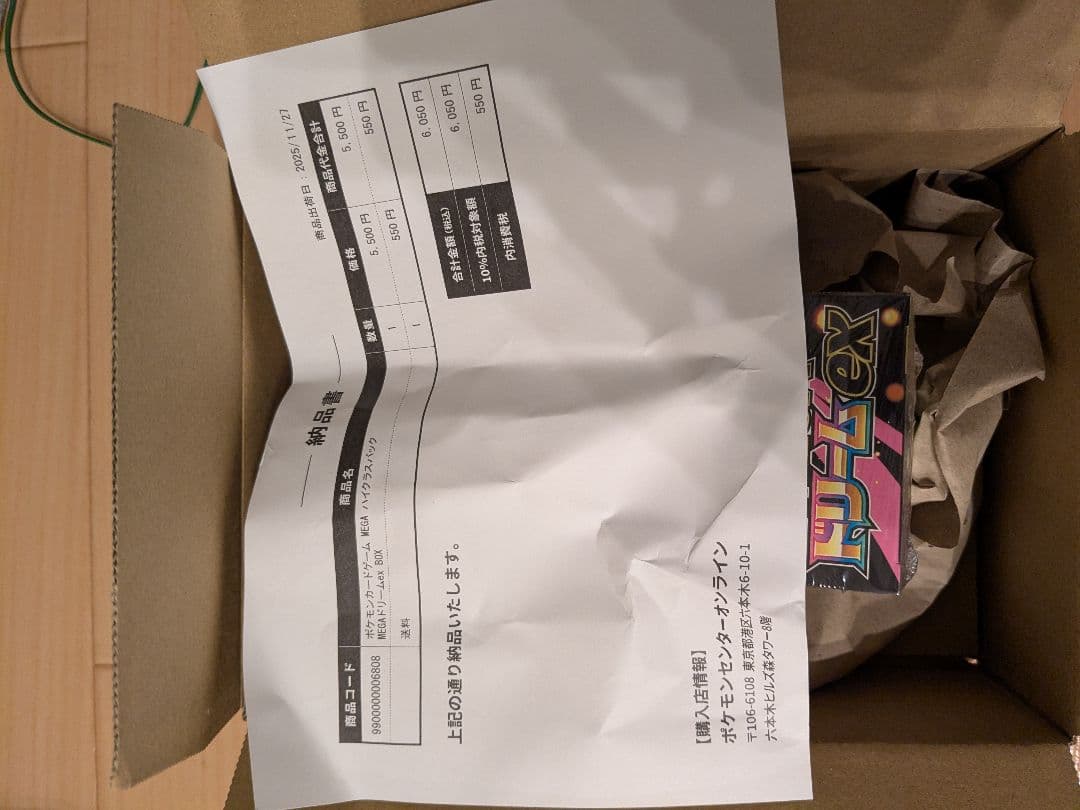 納品書
商品出荷日：2025/11/27
商品コード 商品名 数量 価格 商品代金合計
9900000006808 ポケモンカードゲーム MEGA ハイクラスパック 1 5,500 円 5,500 円
MEGAドリームex BOX
送料 1 550 円 550 円
合計金額(税込) 6,050 円
10%内税対象額 6,050 円
内消費税 550 円
上記の通り納品いたします。
【購入店情報】
ポケモンセンターオンライン
〒106-6108 東京都港区六本木6-10-1
六本木ヒルズ森タワー8階
ドリームex